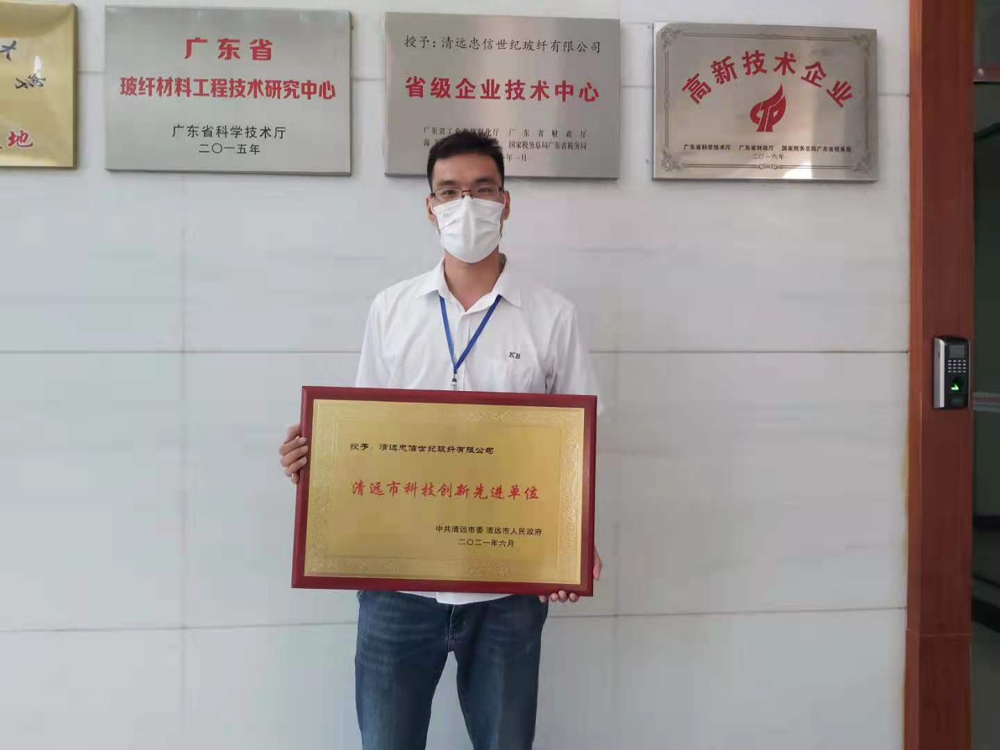 地
广东省
玻纤材料工程技术研究中心
广东省科学技术厅
二〇一五年
授予：清远忠信世纪玻纤有限公司
省级企业技术中心
广东省工业和信息化厅 广东省财政厅
国家税务总局广东省税务局
年一月
高新技术企业
广东省科学技术厅 广东省财政厅 国家税务总局广东省税务局
二〇一八年
KB
授予：清远忠信世纪玻纤有限公司
清远市科技创新先进单位
中共清远市委 清远市人民政府
二〇二一年六月